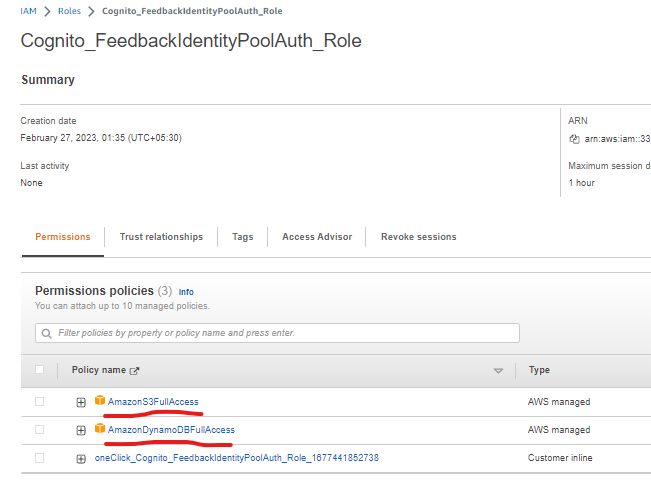 IAM > Roles > Cognito_FeedbackIdentityPoolAuth_Role
Cognito_FeedbackIdentityPoolAuth_Role
Summary
Creation date
February 27, 2023, 01:35 (UTC+05:30)
Last activity
None
ARN
arn:aws:iam::33
Maximum session d
1 hour
Permissions Trust relationships Tags Access Advisor Revoke sessions
Permissions policies (3) Info
You can attach up to 10 managed policies.
Filter policies by property or policy name and press enter.
Policy name Type
AmazonS3FullAccess AWS managed
AmazonDynamoDBFullAccess AWS managed
oneClick_Cognito_FeedbackIdentityPoolAuth_Role_1677441852738 Customer inline